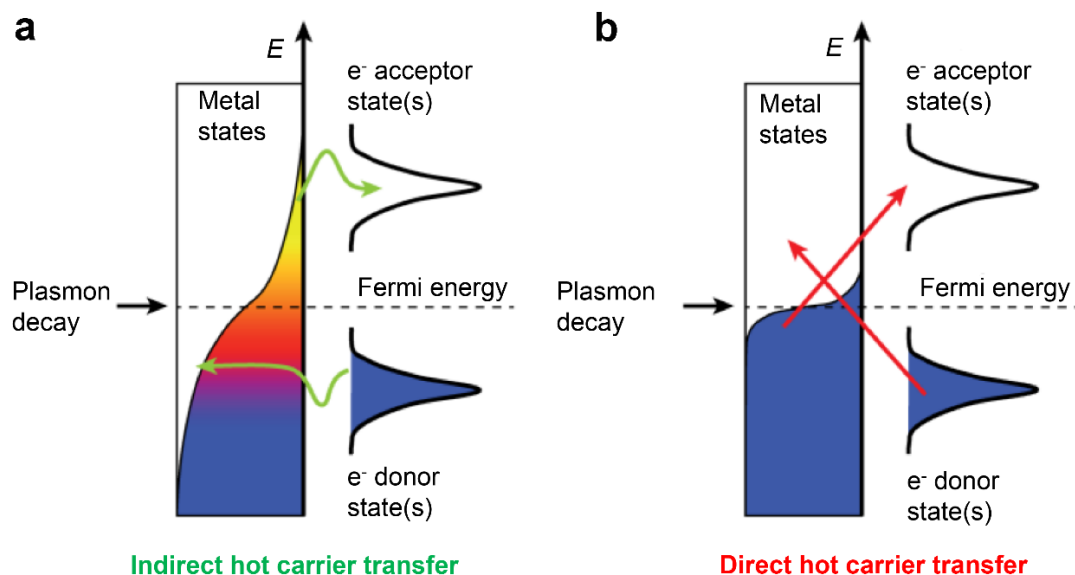 a
E
e⁻ acceptor
state(s)
Metal
states
Fermi energy
Plasmon
decay
e⁻ donor
state(s)
Indirect hot carrier transfer
b
E
e⁻ acceptor
state(s)
Metal
states
Fermi energy
Plasmon
decay
e⁻ donor
state(s)
Direct hot carrier transfer